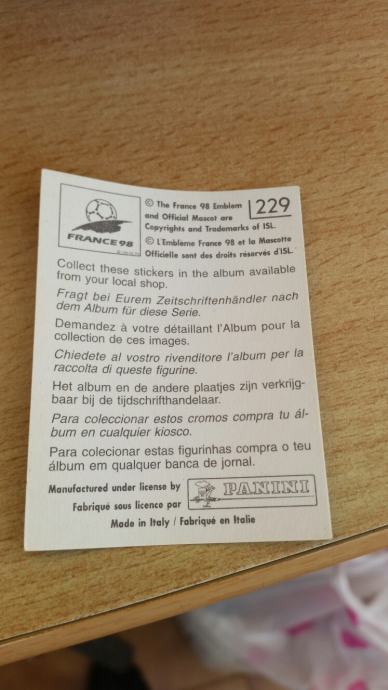 FRANCE 98
© The France 98 Emblem
and Official Mascot are
Copyrights and Trademarks of ISL.
229
© L'Emblème France 98 et la Mascotte
Officielle sont des droits réservés d'ISL.
Collect these stickers in the album available
from your local shop.
Fragt bei Eurem Zeitschriftenhändler nach
dem Album für diese Serie.
Demandez à votre détaillant l'Album pour la
collection de ces images.
Chiedete al vostro rivenditore l'album per la
raccolta di queste figurine.
Het album en de andere plaatjes zijn verkrijg-
baar bij de tijdschrifthandelaar.
Para coleccionar estos cromos compra tu ál-
bum en cualquier kiosco.
Para colecionar estas figurinhas compra o teu
álbum em qualquer banca de jornal.
Manufactured under license by
Fabriqué sous licence par
PANINI
Made in Italy / Fabriqué en Italie